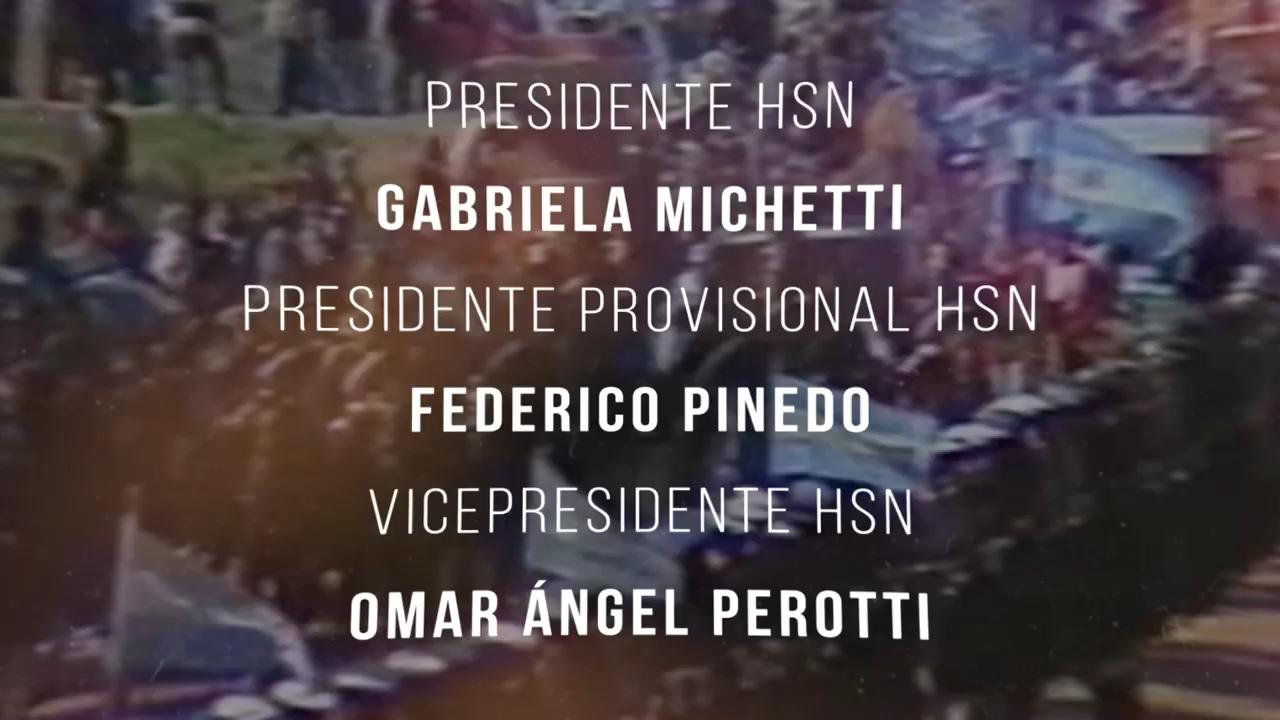 PRESIDENTE HSN
GABRIELA MICHETTI
PRESIDENTE PROVISIONAL HSN
FEDERICO PINEDO
VICEPRESIDENTE HSN
OMAR ÁNGEL PEROTTI